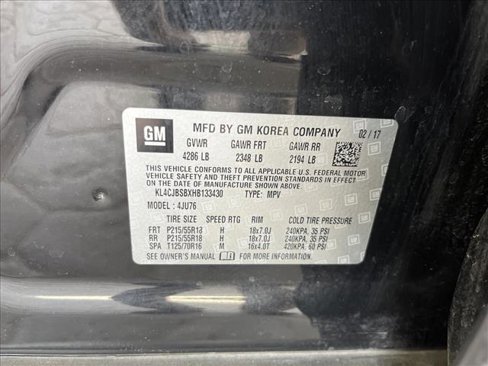 GM
MFD BY GM KOREA COMPANY 02 / 17
GVWR GAWR FRT GAWR RR
4286 LB 2348 LB 2194 LB
THIS VEHICLE CONFORMS TO ALL APPLICABLE U.S. FEDERAL MOTOR
VEHICLE SAFETY AND THEFT PREVENTION STANDARDS IN
EFFECT ON THE DATE OF MANUFACTURE SHOWN ABOVE.
KL4CJBSBXHB133430 TYPE: MPV
MODEL : 4JU76
TIRE SIZE SPEED RTG RIM COLD TIRE PRESSURE
FRT P215/55R18 H 18x7.0J 240KPA, 35 PSI
RR P215/55R18 H 18x7.0J 240KPA, 35 PSI
SPA T125/70R16 M 16x4.0T 420KPA, 60 PSI
SEE OWNER'S MANUAL i FOR MORE INFORMATION.